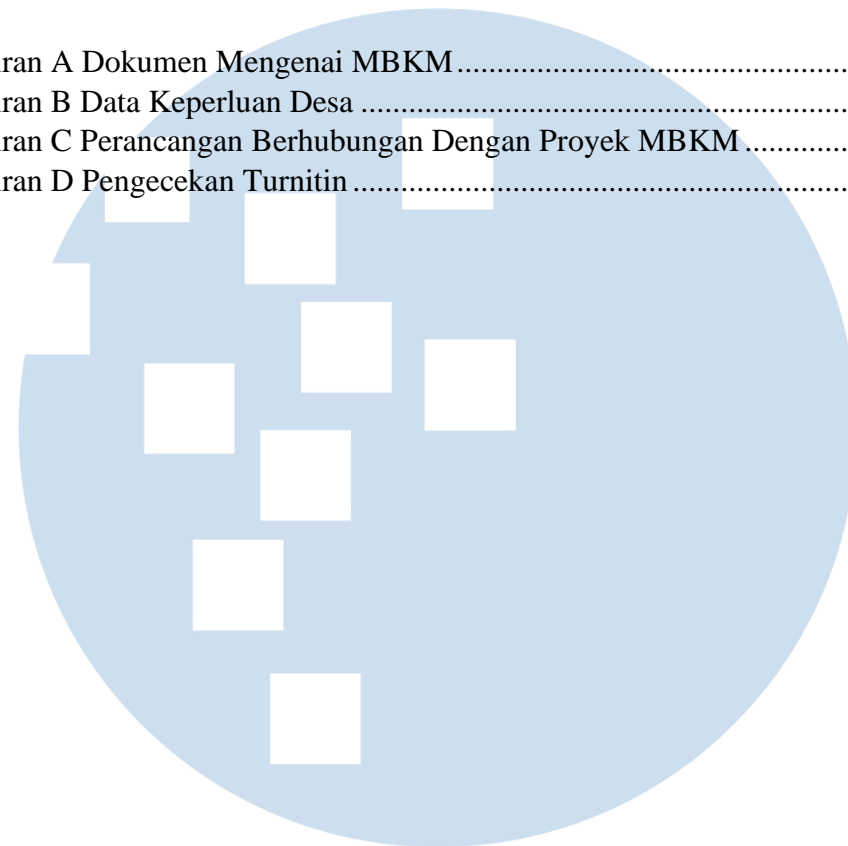 ran A Dokumen Mengenai MBKM..................................................
ran B Data Keperluan Desa ..............................................................
ran C Perancangan Berhubungan Dengan Proyek MBKM .............
ran D Pengecekan Turnitin ...............................................................